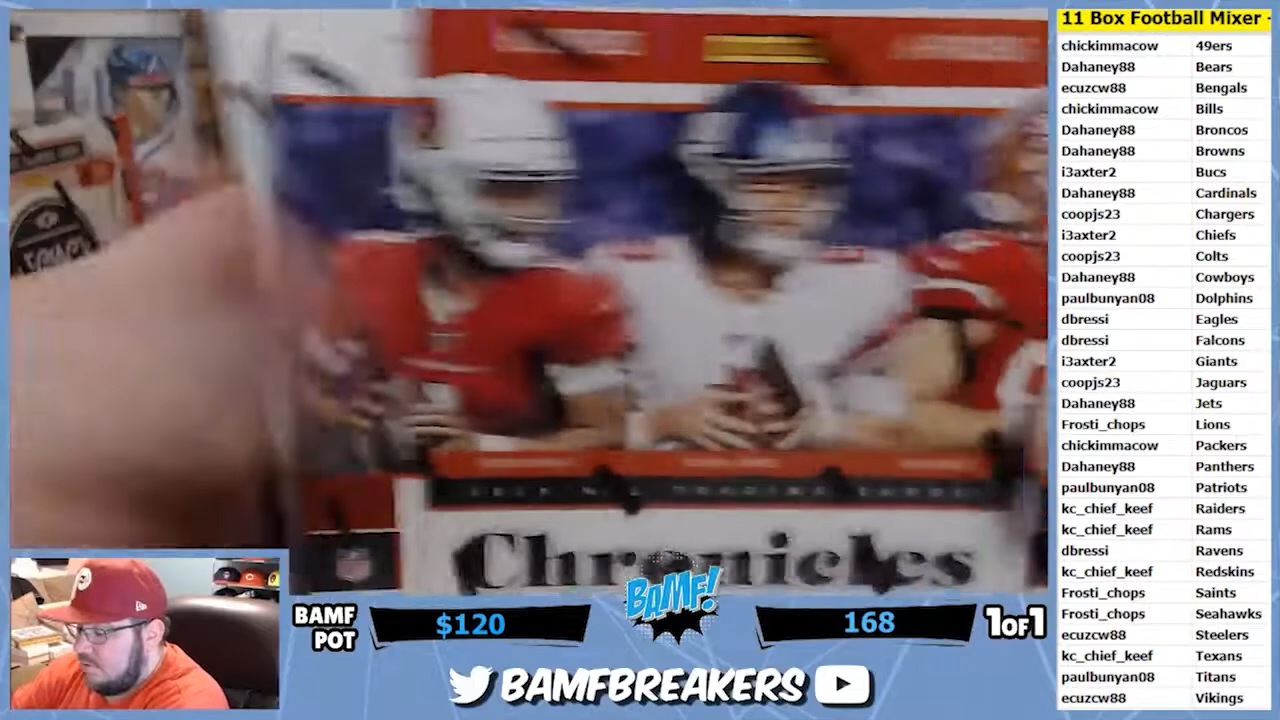 11 Box Football Mixer -
chickimmacow 49ers
Dahaney88 Bears
ecuzcw88 Bengals
chickimmacow Bills
Dahaney88 Broncos
Dahaney88 Browns
i3axter2 Bucs
Dahaney88 Cardinals
coopjs23 Chargers
i3axter2 Chiefs
coopjs23 Colts
Dahaney88 Cowboys
paulbunyan08 Dolphins
dbressi Eagles
dbressi Falcons
i3axter2 Giants
coopjs23 Jaguars
Dahaney88 Jets
Frosti_chops Lions
chickimmacow Packers
Dahaney88 Panthers
paulbunyan08 Patriots
kc_chief_keef Raiders
kc_chief_keef Rams
dbressi Ravens
kc_chief_keef Redskins
Frosti_chops Saints
Frosti_chops Seahawks
ecuzcw88 Steelers
kc_chief_keef Texans
paulbunyan08 Titans
ecuzcw88 Vikings
Chronicles
BAMF POT
$120
BAMF!
168
1OF1
BAMFBREAKERS